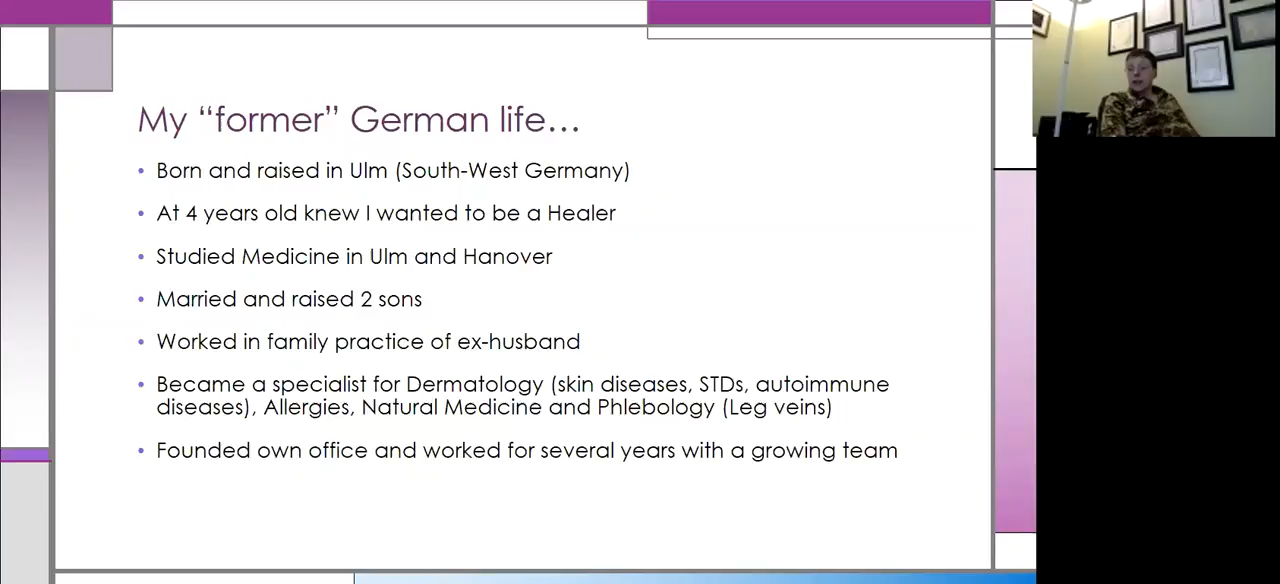 My “former” German life…
• Born and raised in Ulm (South-West Germany)
• At 4 years old knew I wanted to be a Healer
• Studied Medicine in Ulm and Hanover
• Married and raised 2 sons
• Worked in family practice of ex-husband
• Became a specialist for Dermatology (skin diseases, STDs, autoimmune
diseases), Allergies, Natural Medicine and Phlebology (Leg veins)
• Founded own office and worked for several years with a growing team